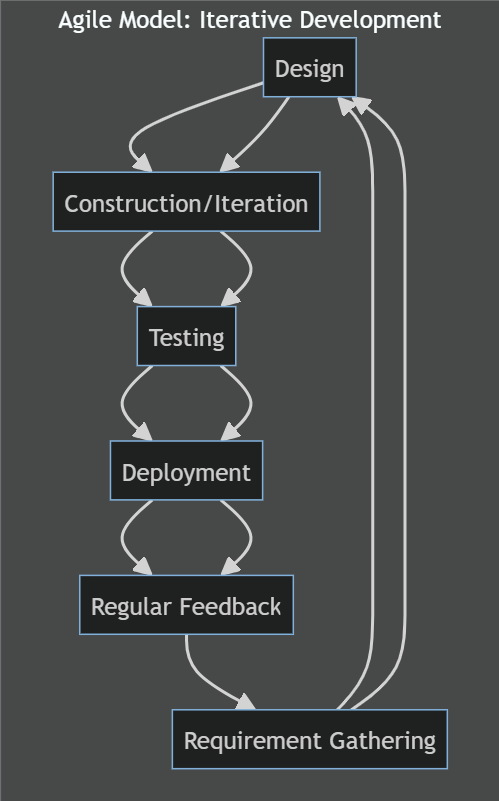 Agile Model: Iterative Development
Design
Construction/Iteration
Testing
Deployment
Regular Feedback
Requirement Gathering